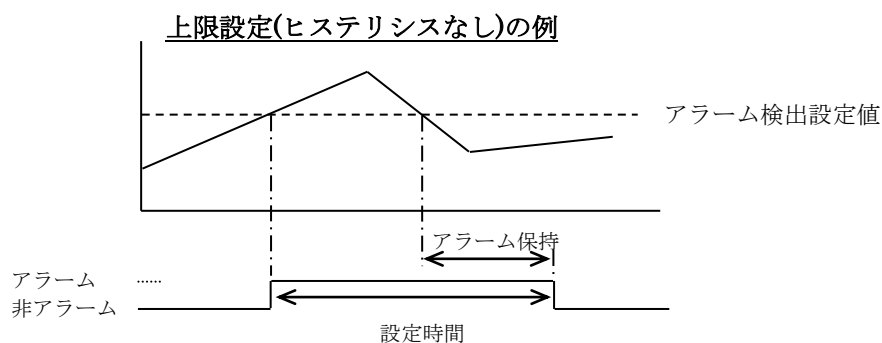 上限設定(ヒステリシスなし)の例
アラーム検出設定値
アラーム保持
アラーム ……
非アラーム
設定時間